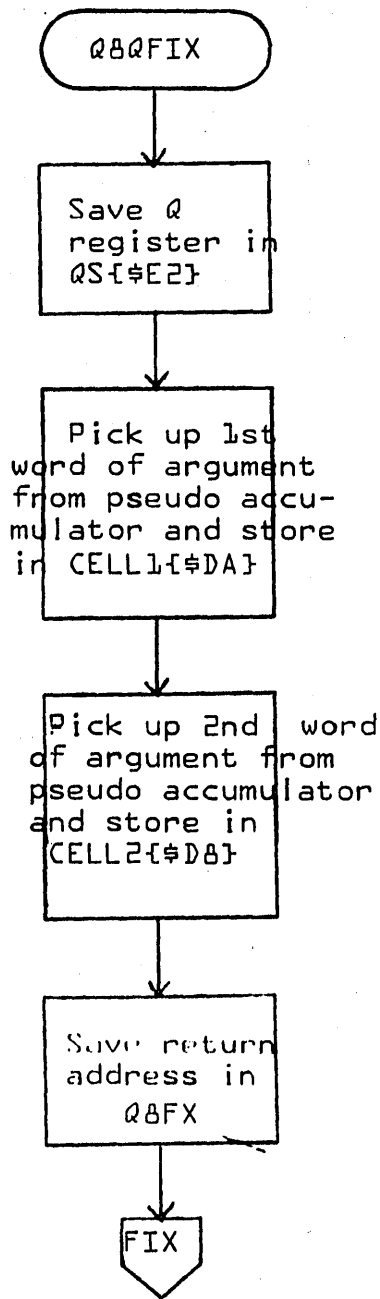 Q8QFIX
Save Q
register in
QS{$E2}
Pick up 1st
word of argument
from pseudo accu-
mulator and store
in CELL1{$DA}
Pick up 2nd word
of argument from
pseudo accumulator
and store in
CELL2{$D8}
Save return
address in
Q8FX
FIX